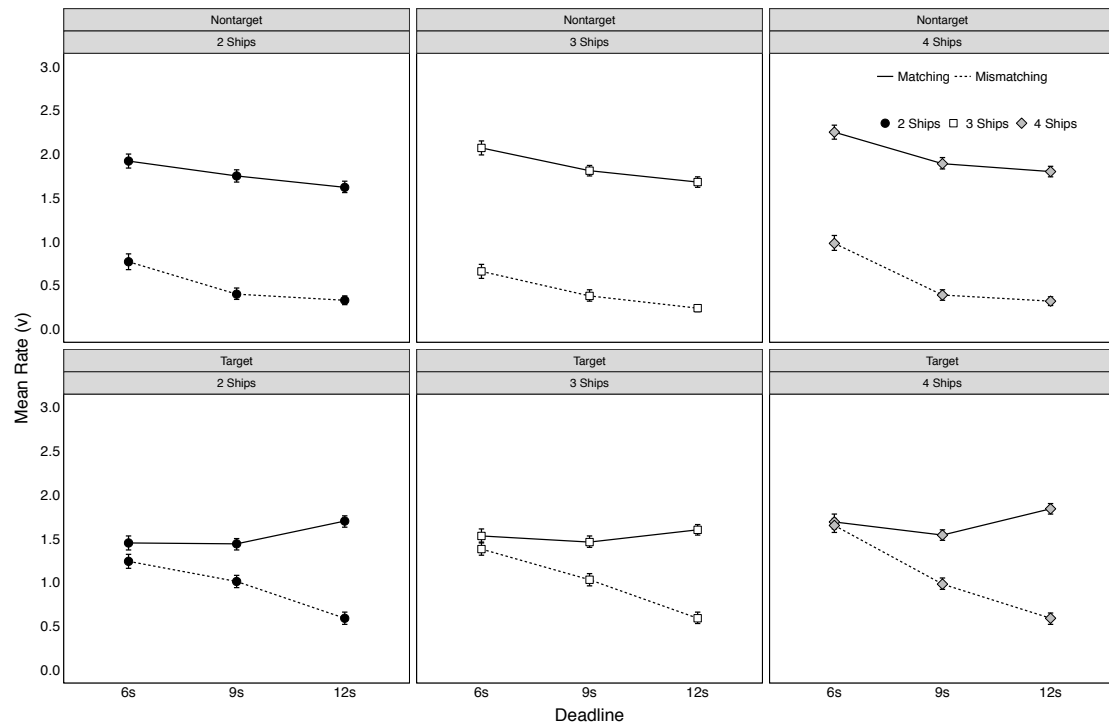 Nontarget
Nontarget
Nontarget
2 Ships
3 Ships
4 Ships
3.0
2.5
2.0
1.5
1.0
0.5
0.0
Matching
Mismatching
2 Ships
3 Ships
4 Ships
Mean Rate (v)
Target
Target
Target
2 Ships
3 Ships
4 Ships
3.0
2.5
2.0
1.5
1.0
0.5
0.0
6s
9s
12s
6s
9s
12s
6s
9s
12s
Deadline